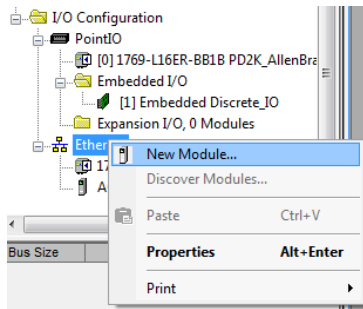 I/O Configuration
PointIO
[0] 1769-L16ER-BB1B PD2K_AllenBra
Embedded I/O
[1] Embedded Discrete_IO
Expansion I/O, 0 Modules
Ether
New Module...
17
Discover Modules...
A
Paste Ctrl+V
Bus Size
Properties Alt+Enter
Print